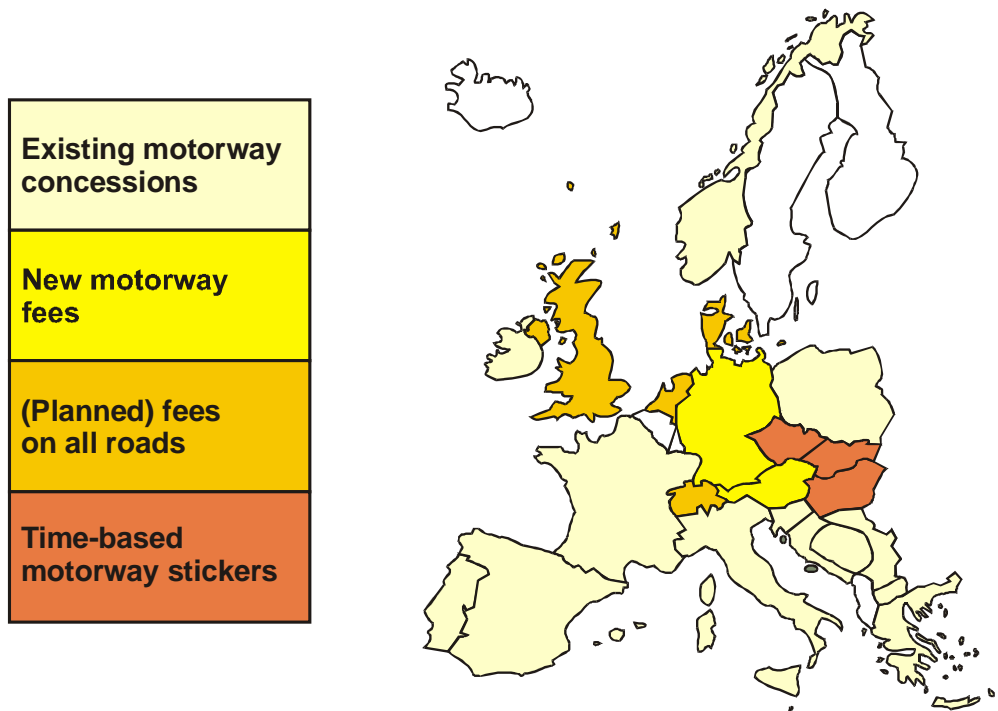 Existing motorway
concessions
New motorway
fees
(Planned) fees
on all roads
Time-based
motorway stickers